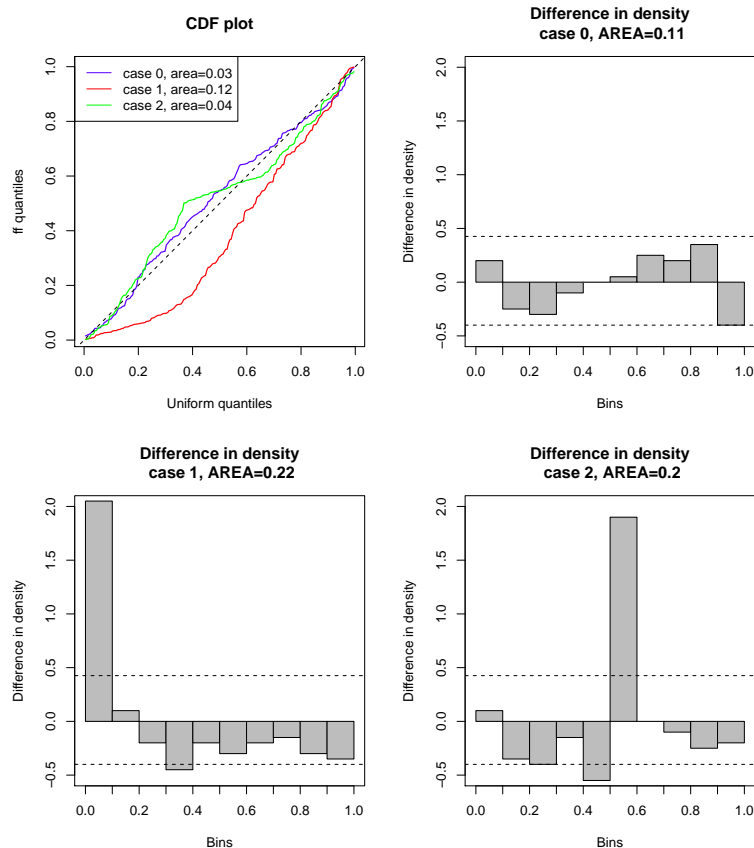 CDF plot
case 0, area=0.03
case 1, area=0.12
case 2, area=0.04
ff quantiles
0.0 0.2 0.4 0.6 0.8 1.0
0.0 0.2 0.4 0.6 0.8 1.0
Uniform quantiles
Difference in density
case 0, AREA=0.11
Difference in density
−0.5 0.0 0.5 1.0 1.5 2.0
0.0 0.2 0.4 0.6 0.8 1.0
Bins
Difference in density
case 1, AREA=0.22
Difference in density
−0.5 0.0 0.5 1.0 1.5 2.0
0.0 0.2 0.4 0.6 0.8 1.0
Bins
Difference in density
case 2, AREA=0.2
Difference in density
−0.5 0.0 0.5 1.0 1.5 2.0
0.0 0.2 0.4 0.6 0.8 1.0
Bins